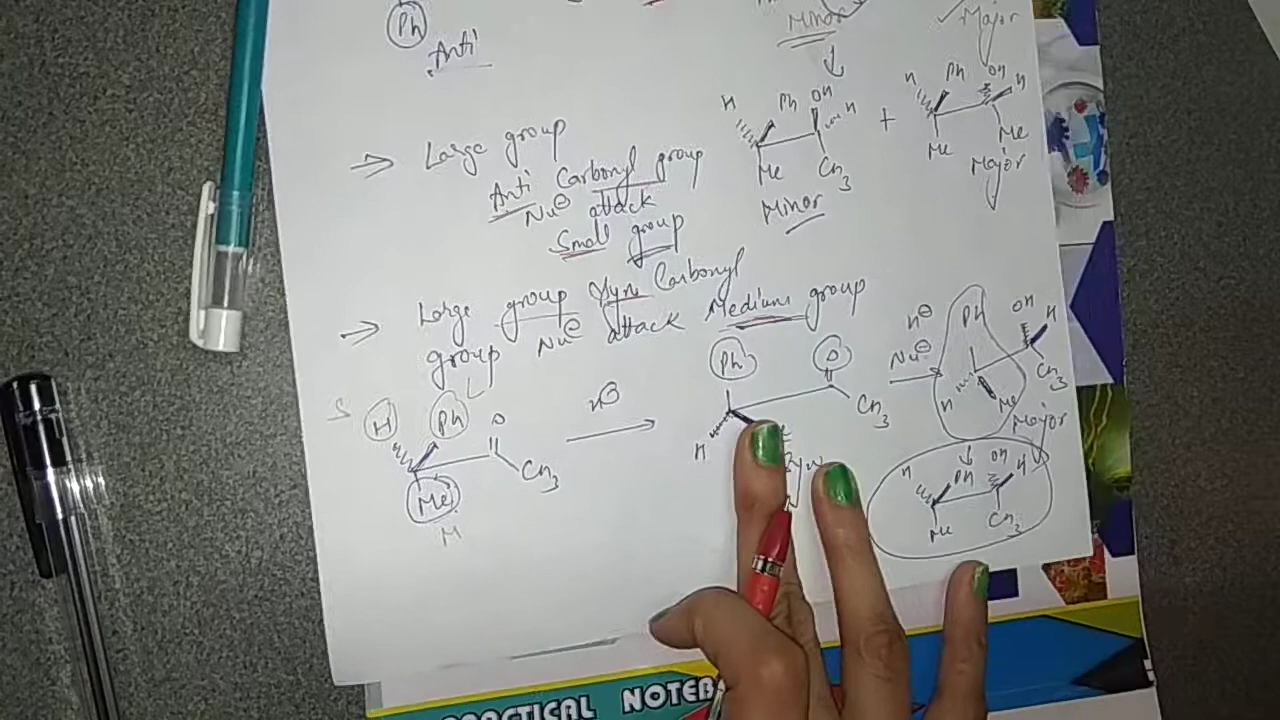 Ph
Anti
Minor
Major
H Ph OH H
Me CH3
Minor
+
H Ph OH H
Me Me
Major
⇒ Large group
Anti Carbonyl group
Nu⊖ attack
Small group
⇒ Large group Syn Carbonyl
group Nu⊖ attack Medium group
S L
H Ph O
Me CH3
M
H⊖
Ph O
H CH3
Syn
H⊖
Nu⊖
Ph OH H
H Me CH3
Major
H Ph OH H
Me CH3
PRACTICAL NOTEB